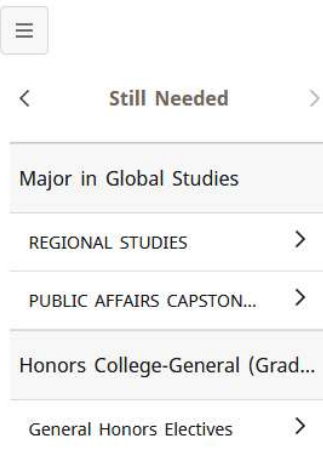 Still Needed
Major in Global Studies
REGIONAL STUDIES
PUBLIC AFFAIRS CAPSTON...
Honors College-General (Grad...
General Honors Electives